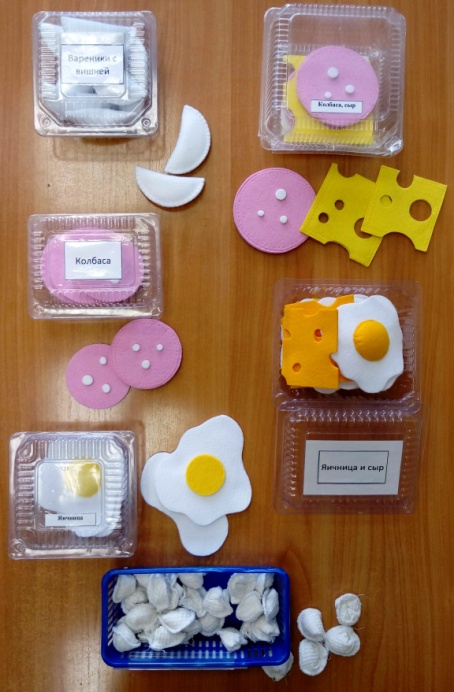 Вареники с
вишней
Колбаса, сыр
Колбаса
Яичница и сыр
Яичница